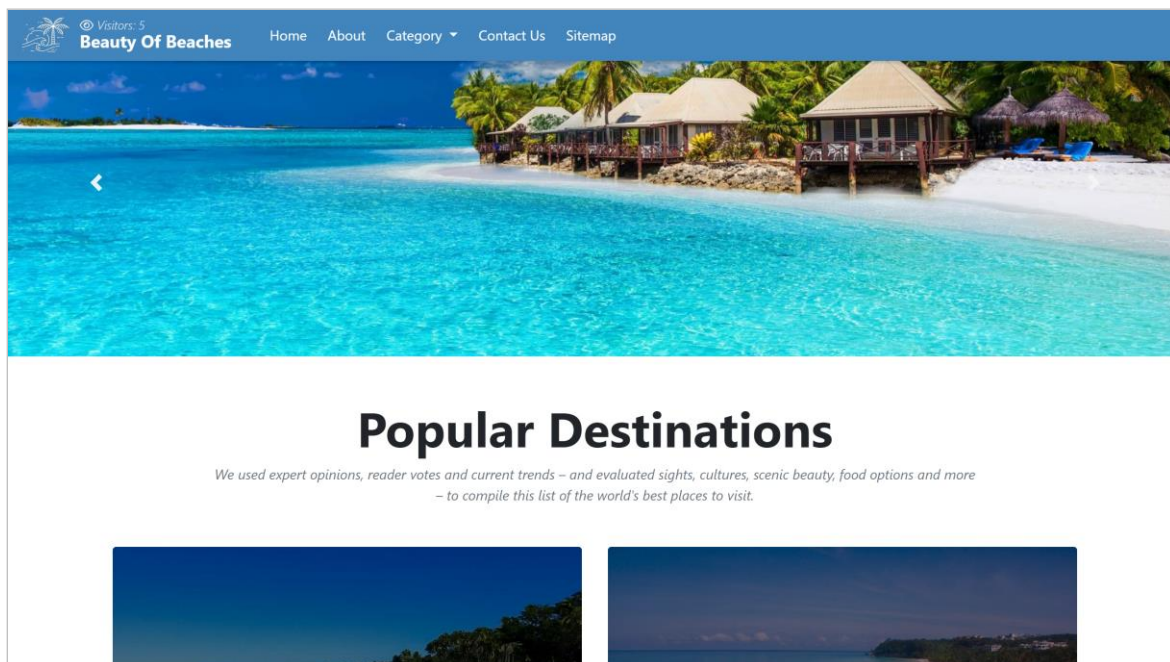 Visitors: 5
Beauty Of Beaches
Home About Category Contact Us Sitemap
Popular Destinations
We used expert opinions, reader votes and current trends – and evaluated sights, cultures, scenic beauty, food options and more
– to compile this list of the world's best places to visit.